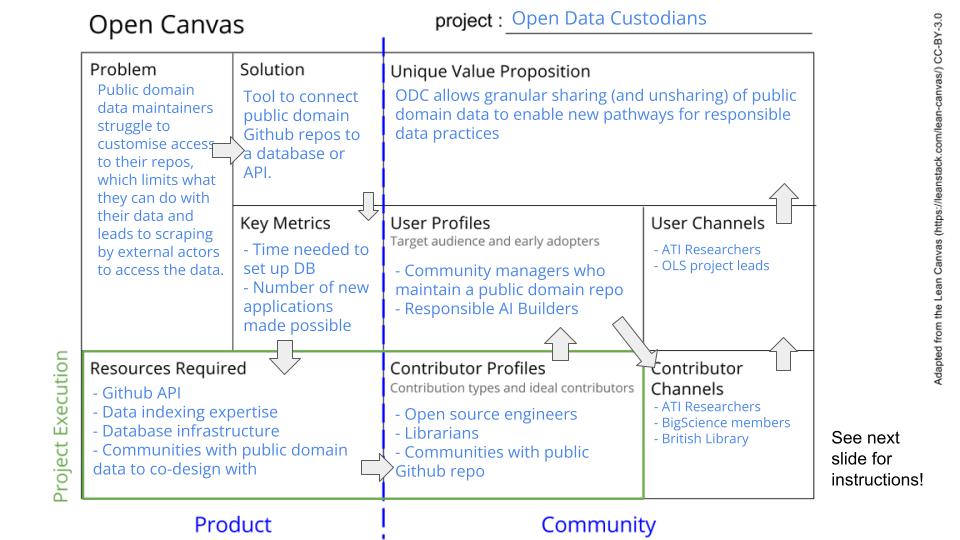 Open Canvas
project : Open Data Custodians
Problem
Public domain
data maintainers
struggle to
customise access
to their repos,
which limits what
they can do with
their data and
leads to scraping
by external actors
to access the data.
Solution
Tool to connect
public domain
Github repos to
a database or
API.
Unique Value Proposition
ODC allows granular sharing (and unsharing) of public
domain data to enable new pathways for responsible
data practices
Key Metrics
- Time needed to
set up DB
- Number of new
applications
made possible
User Profiles
Target audience and early adopters
- Community managers who
maintain a public domain repo
- Responsible AI Builders
User Channels
- ATI Researchers
- OLS project leads
Resources Required
- Github API
- Data indexing expertise
- Database infrastructure
- Communities with public domain
data to co-design with
Contributor Profiles
Contribution types and ideal contributors
- Open source engineers
- Librarians
- Communities with public
Github repo
Contributor
Channels
- ATI Researchers
- BigScience members
- British Library
Project Execution
Product
Community
See next
slide for
instructions!
Adapted from the Lean Canvas (https://leanstack.com/lean-canvas/) CC-BY-3.0